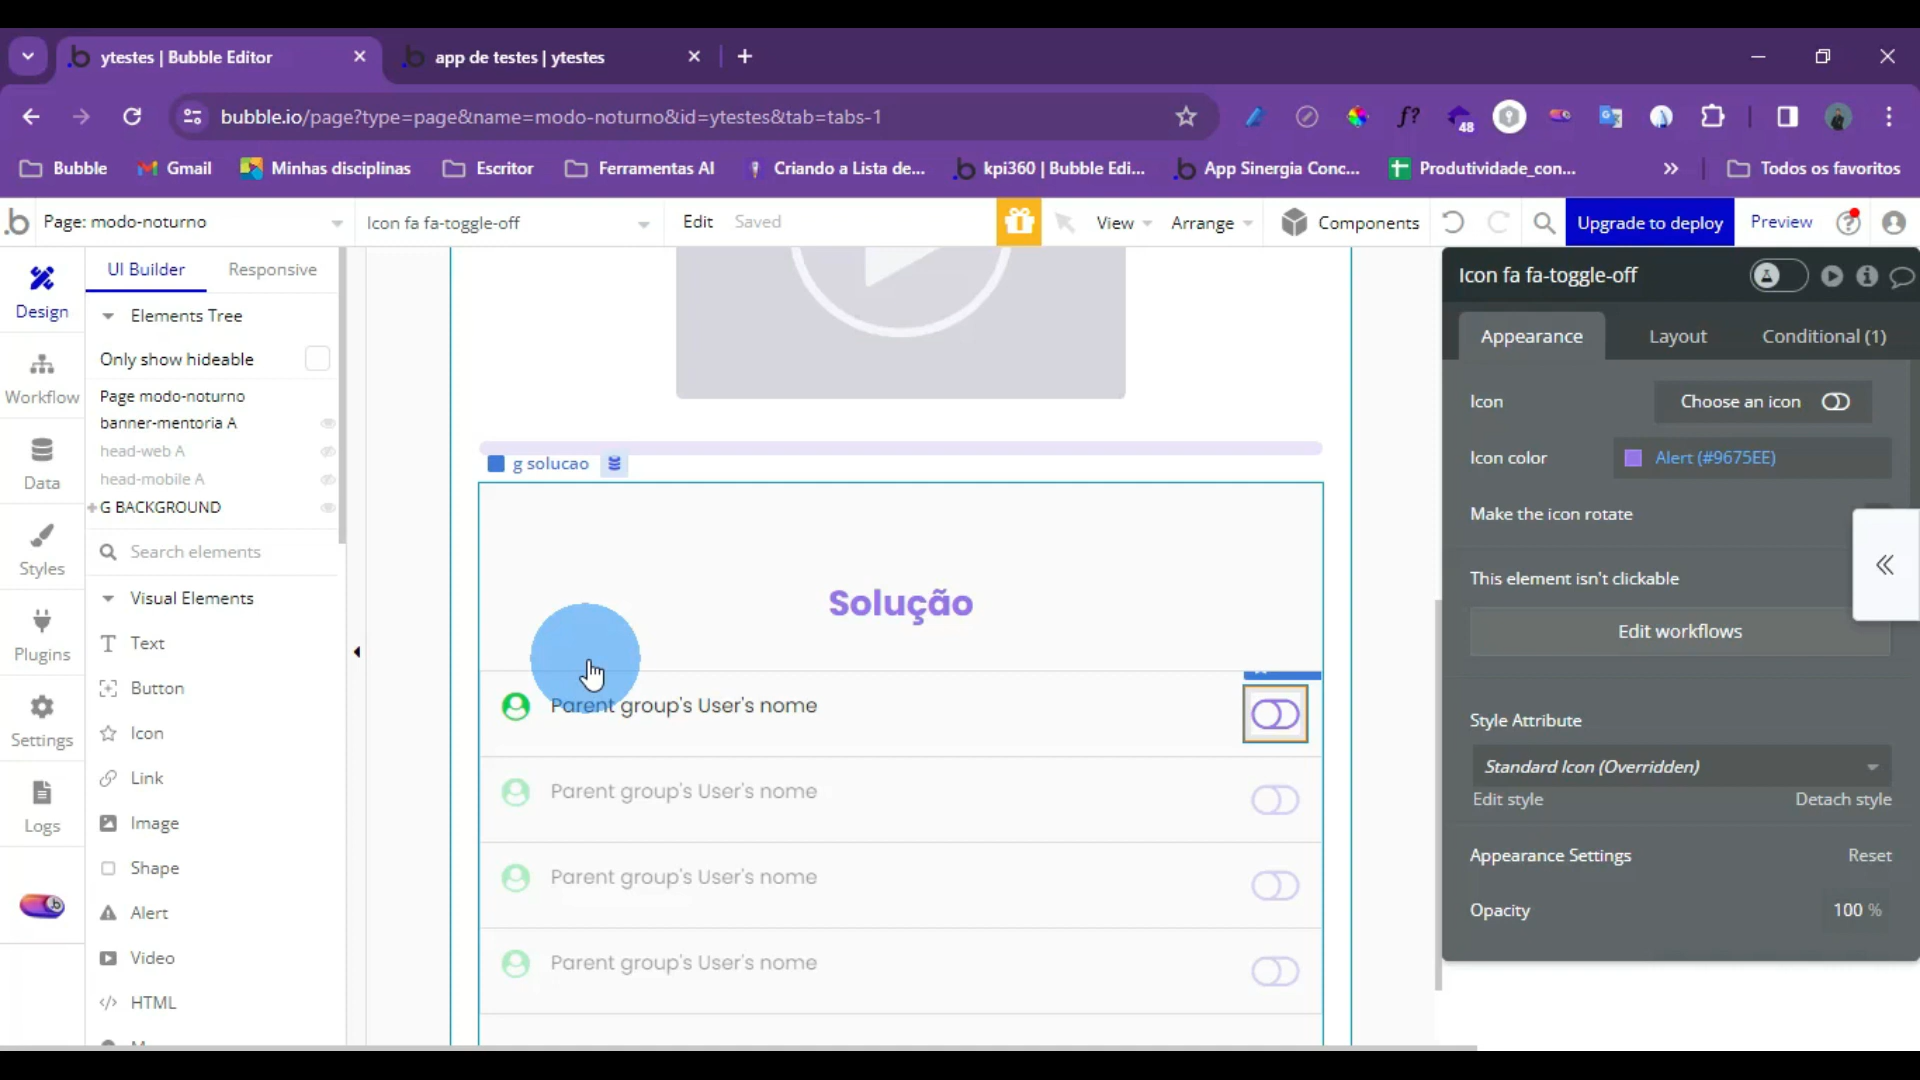 ytestes | Bubble Editor
app de testes | ytestes
bubble.io/page?type=page&name=modo-noturno&id=ytestes&tab=tabs-1
f?
48
Bubble
Gmail
Minhas disciplinas
Escritor
Ferramentas AI
Criando a Lista de...
kpi360 | Bubble Edi...
App Sinergia Conc...
Produtividade_con...
Todos os favoritos
Page: modo-noturno
Icon fa fa-toggle-off
Edit
Saved
View
Arrange
Components
Upgrade to deploy
Preview
Design
Workflow
Data
Styles
Plugins
Settings
Logs
UI Builder
Responsive
Elements Tree
Only show hideable
Page modo-noturno
banner-mentoria A
head-web A
head-mobile A
G BACKGROUND
Search elements
Visual Elements
Text
Button
Icon
Link
Image
Shape
Alert
Video
HTML
g solucao
Solução
Parent group's User's name
Parent group's User's name
Parent group's User's name
Parent group's User's name
Icon fa fa-toggle-off
Appearance
Layout
Conditional (1)
Icon
Choose an icon
Icon color
Alert (#9675EE)
Make the icon rotate
This element isn't clickable
Edit workflows
Style Attribute
Standard Icon (Overridden)
Edit style
Detach style
Appearance Settings
Reset
Opacity
100 %